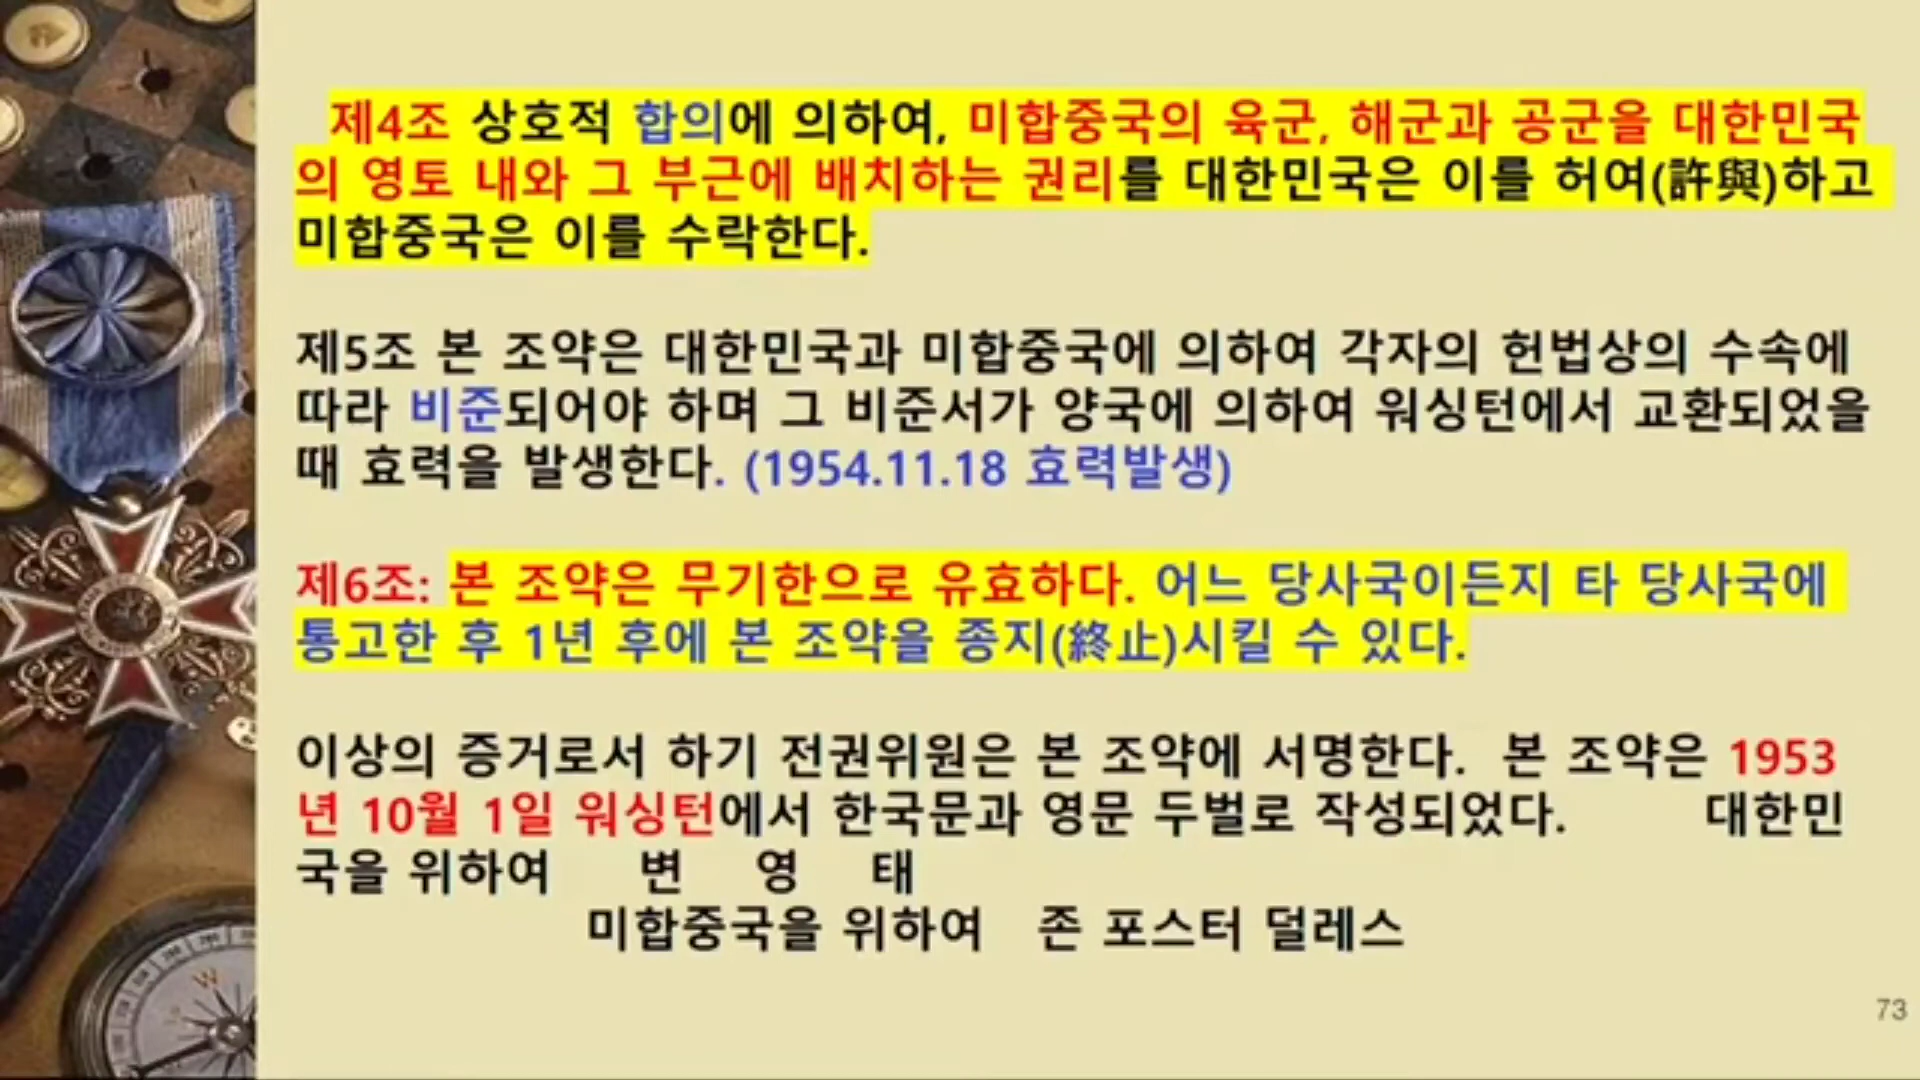 제4조 상호적 합의에 의하여, 미합중국의 육군, 해군과 공군을 대한민국
의 영토 내와 그 부근에 배치하는 권리를 대한민국은 이를 허여(許與)하고
미합중국은 이를 수락한다.
제5조 본 조약은 대한민국과 미합중국에 의하여 각자의 헌법상의 수속에
따라 비준되어야 하며 그 비준서가 양국에 의하여 워싱턴에서 교환되었을
때 효력을 발생한다. (1954.11.18 효력발생)
제6조: 본 조약은 무기한으로 유효하다. 어느 당사국이든지 타 당사국에
통고한 후 1년 후에 본 조약을 종지(終止)시킬 수 있다.
이상의 증거로서 하기 전권위원은 본 조약에 서명한다. 본 조약은 1953
년 10월 1일 워싱턴에서 한국문과 영문 두벌로 작성되었다. 대한민
국을 위하여 변 영 태
미합중국을 위하여 존 포스터 덜레스
73